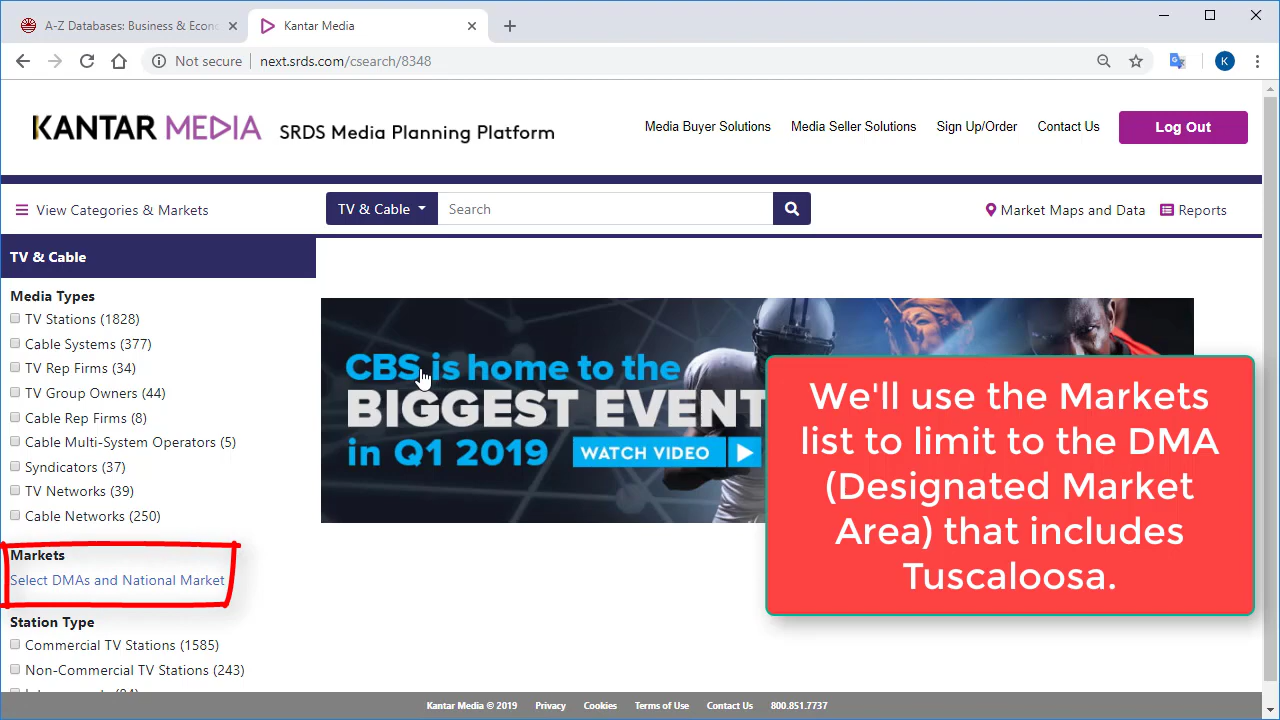 A-Z Databases: Business & Econ
Kantar Media
Not secure
next.srds.com/csearch/8348
K
KANTAR MEDIA
SRDS Media Planning Platform
Media Buyer Solutions
Media Seller Solutions
Sign Up/Order
Contact Us
Log Out
View Categories & Markets
TV & Cable
Search
Market Maps and Data
Reports
TV & Cable
Media Types
TV Stations (1828)
Cable Systems (377)
TV Rep Firms (34)
TV Group Owners (44)
Cable Rep Firms (8)
Cable Multi-System Operators (5)
Syndicators (37)
TV Networks (39)
Cable Networks (250)
Markets
Select DMAs and National Market
Station Type
Commercial TV Stations (1585)
Non-Commercial TV Stations (243)
CBS is home to the
BIGGEST EVENT
in Q1 2019
WATCH VIDEO
We'll use the Markets
list to limit to the DMA
(Designated Market
Area) that includes
Tuscaloosa.
Kantar Media © 2019
Privacy
Cookies
Terms of Use
Contact Us
800.851.7737